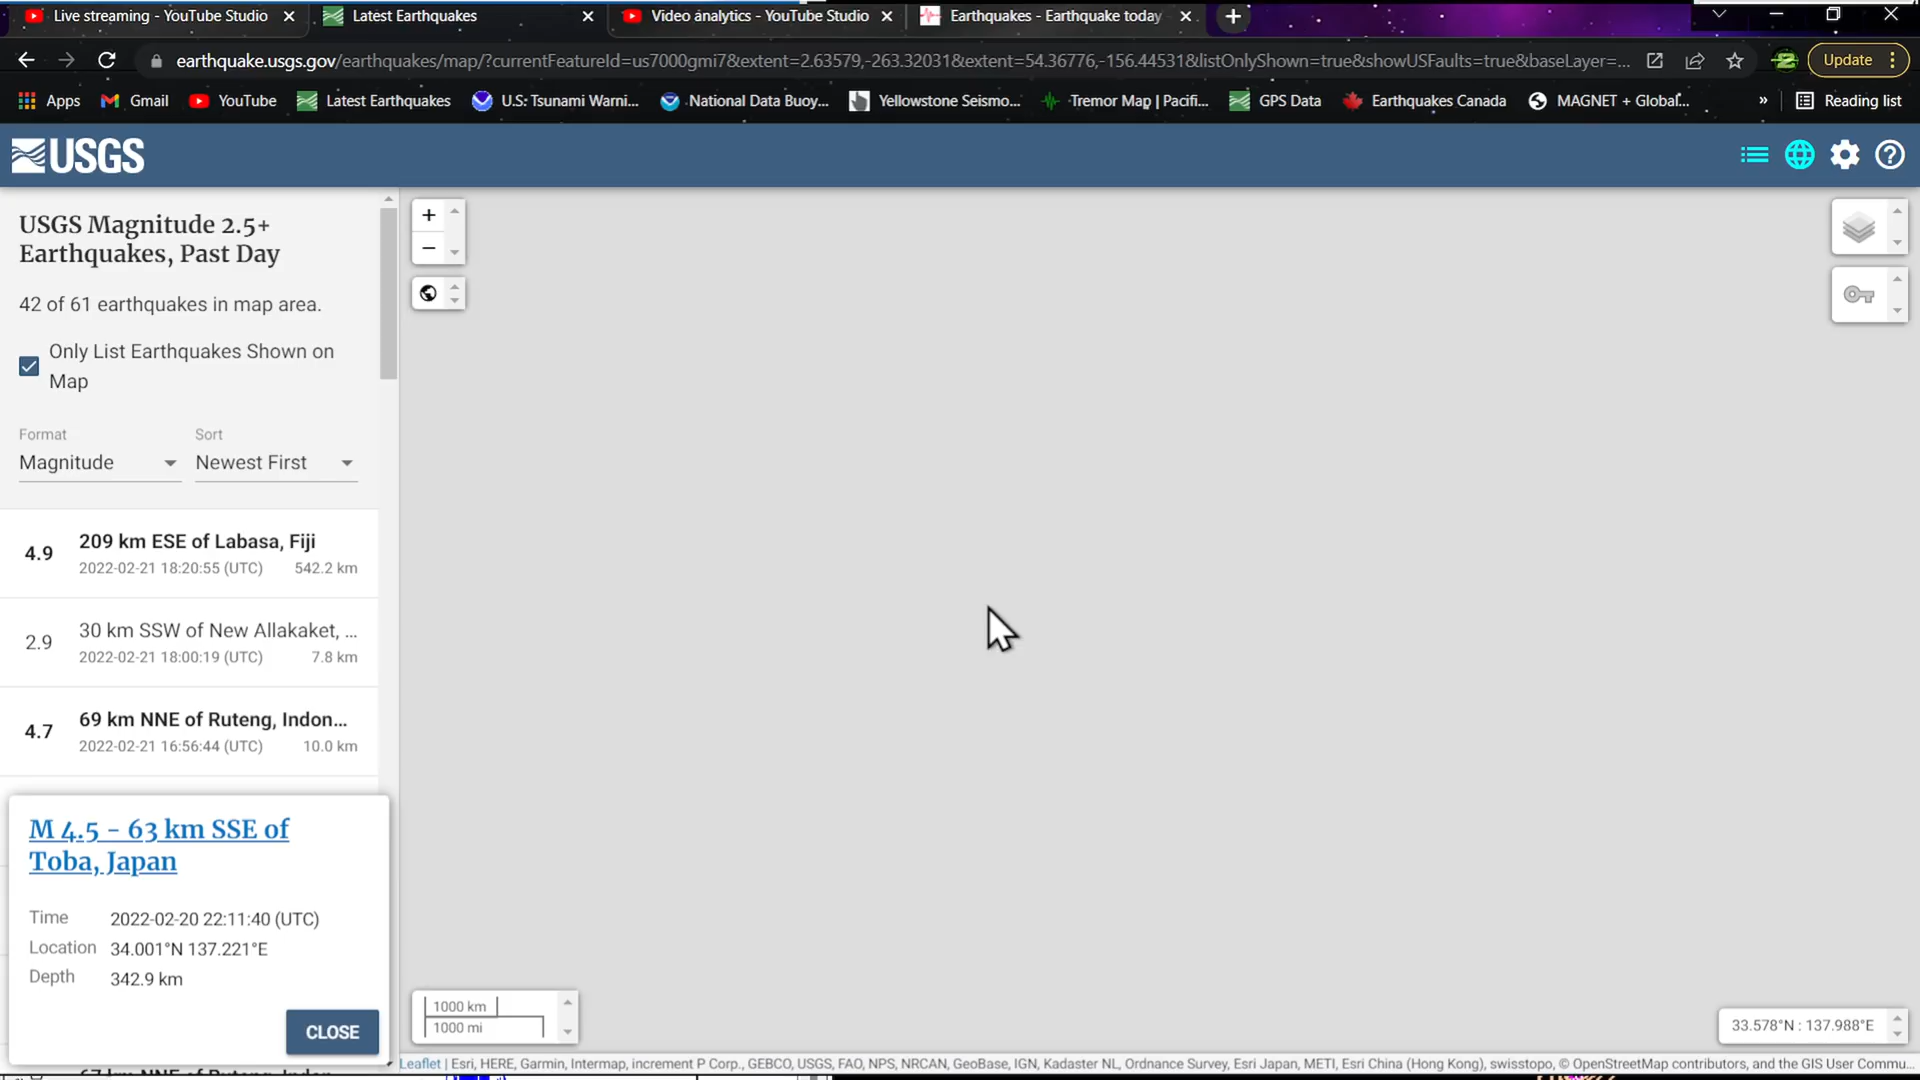 Live streaming - YouTube Studio
Latest Earthquakes
Video analytics - YouTube Studio
Earthquakes - Earthquake today
earthquake.usgs.gov/earthquakes/map/?currentFeatureId=us7000gmi7&extent=2.63579,-263.32031&extent=54.36776,-156.44531&listOnlyShown=true&showUSFaults=true&baseLayer=...
Update
Apps
Gmail
YouTube
Latest Earthquakes
U.S: Tsunami Warni...
National Data Buoy...
Yellowstone Seismo...
Tremor Map | Pacifi...
GPS Data
Earthquakes Canada
MAGNET + Global...
»
Reading list
USGS
USGS Magnitude 2.5+
Earthquakes, Past Day
42 of 61 earthquakes in map area.
Only List Earthquakes Shown on
Map
Format
Sort
Magnitude
Newest First
4.9
209 km ESE of Labasa, Fiji
2022-02-21 18:20:55 (UTC)
542.2 km
2.9
30 km SSW of New Allakaket, ...
2022-02-21 18:00:19 (UTC)
7.8 km
4.7
69 km NNE of Ruteng, Indon...
2022-02-21 16:56:44 (UTC)
10.0 km
M 4.5 - 63 km SSE of
Toba, Japan
Time
2022-02-20 22:11:40 (UTC)
Location
34.001°N 137.221°E
Depth
342.9 km
CLOSE
+
−
1000 km
1000 mi
33.578°N : 137.988°E
Leaflet | Esri, HERE, Garmin, Intermap, increment P Corp., GEBCO, USGS, FAO, NPS, NRCAN, GeoBase, IGN, Kadaster NL, Ordnance Survey, Esri Japan, METI, Esri China (Hong Kong), swisstopo, © OpenStreetMap contributors, and the GIS User Commu...